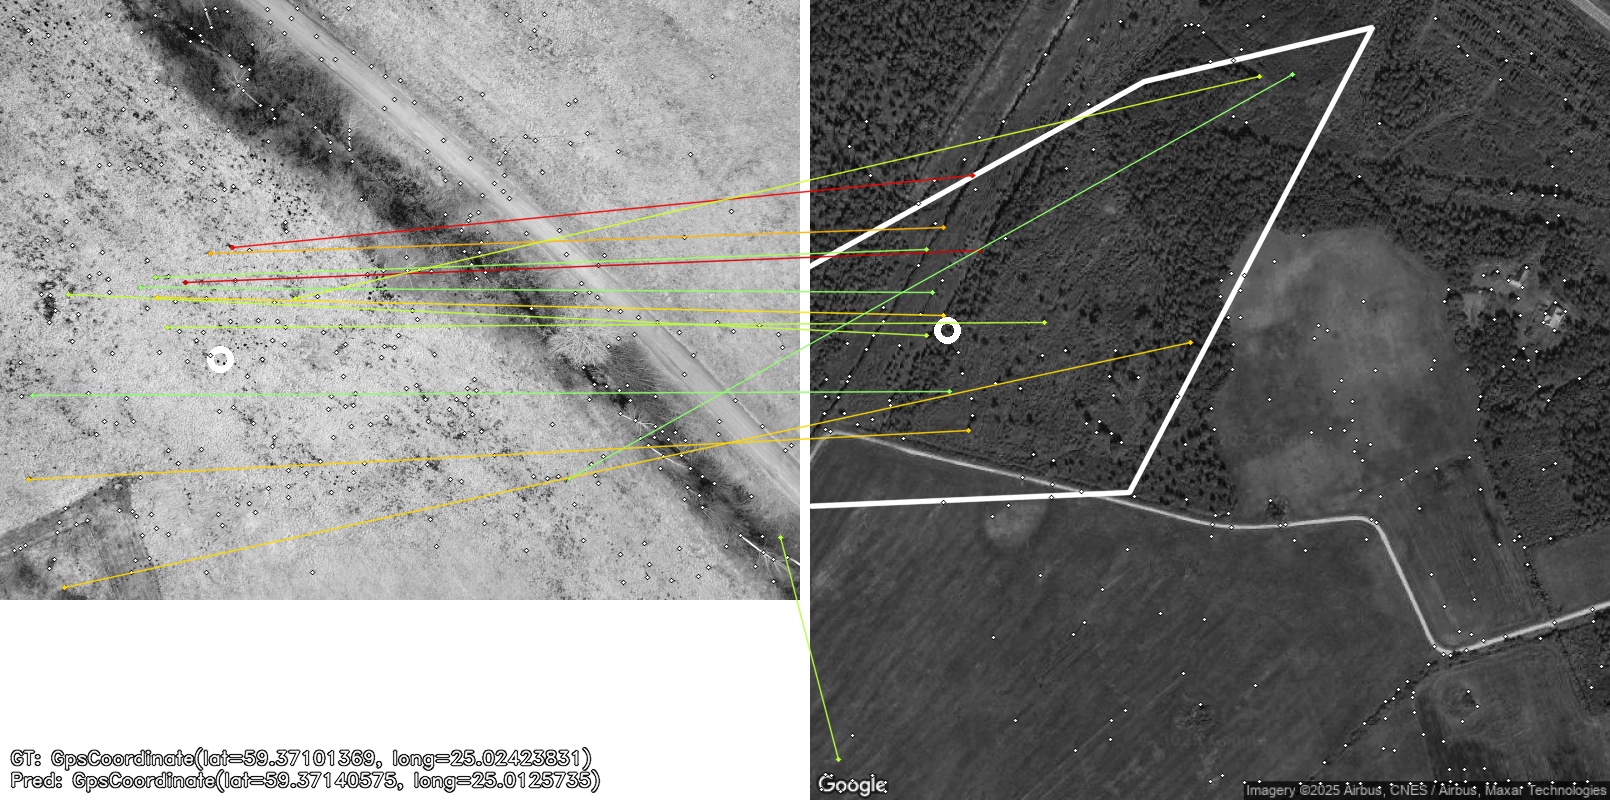 GT: GpsCoordinate(lat=59.37101369, long=25.02423831)
Pred: GpsCoordinate(lat=59.37140575, long=25.0125735)
Google
Imagery ©2025 Airbus, CNES / Airbus, Maxar Technologies